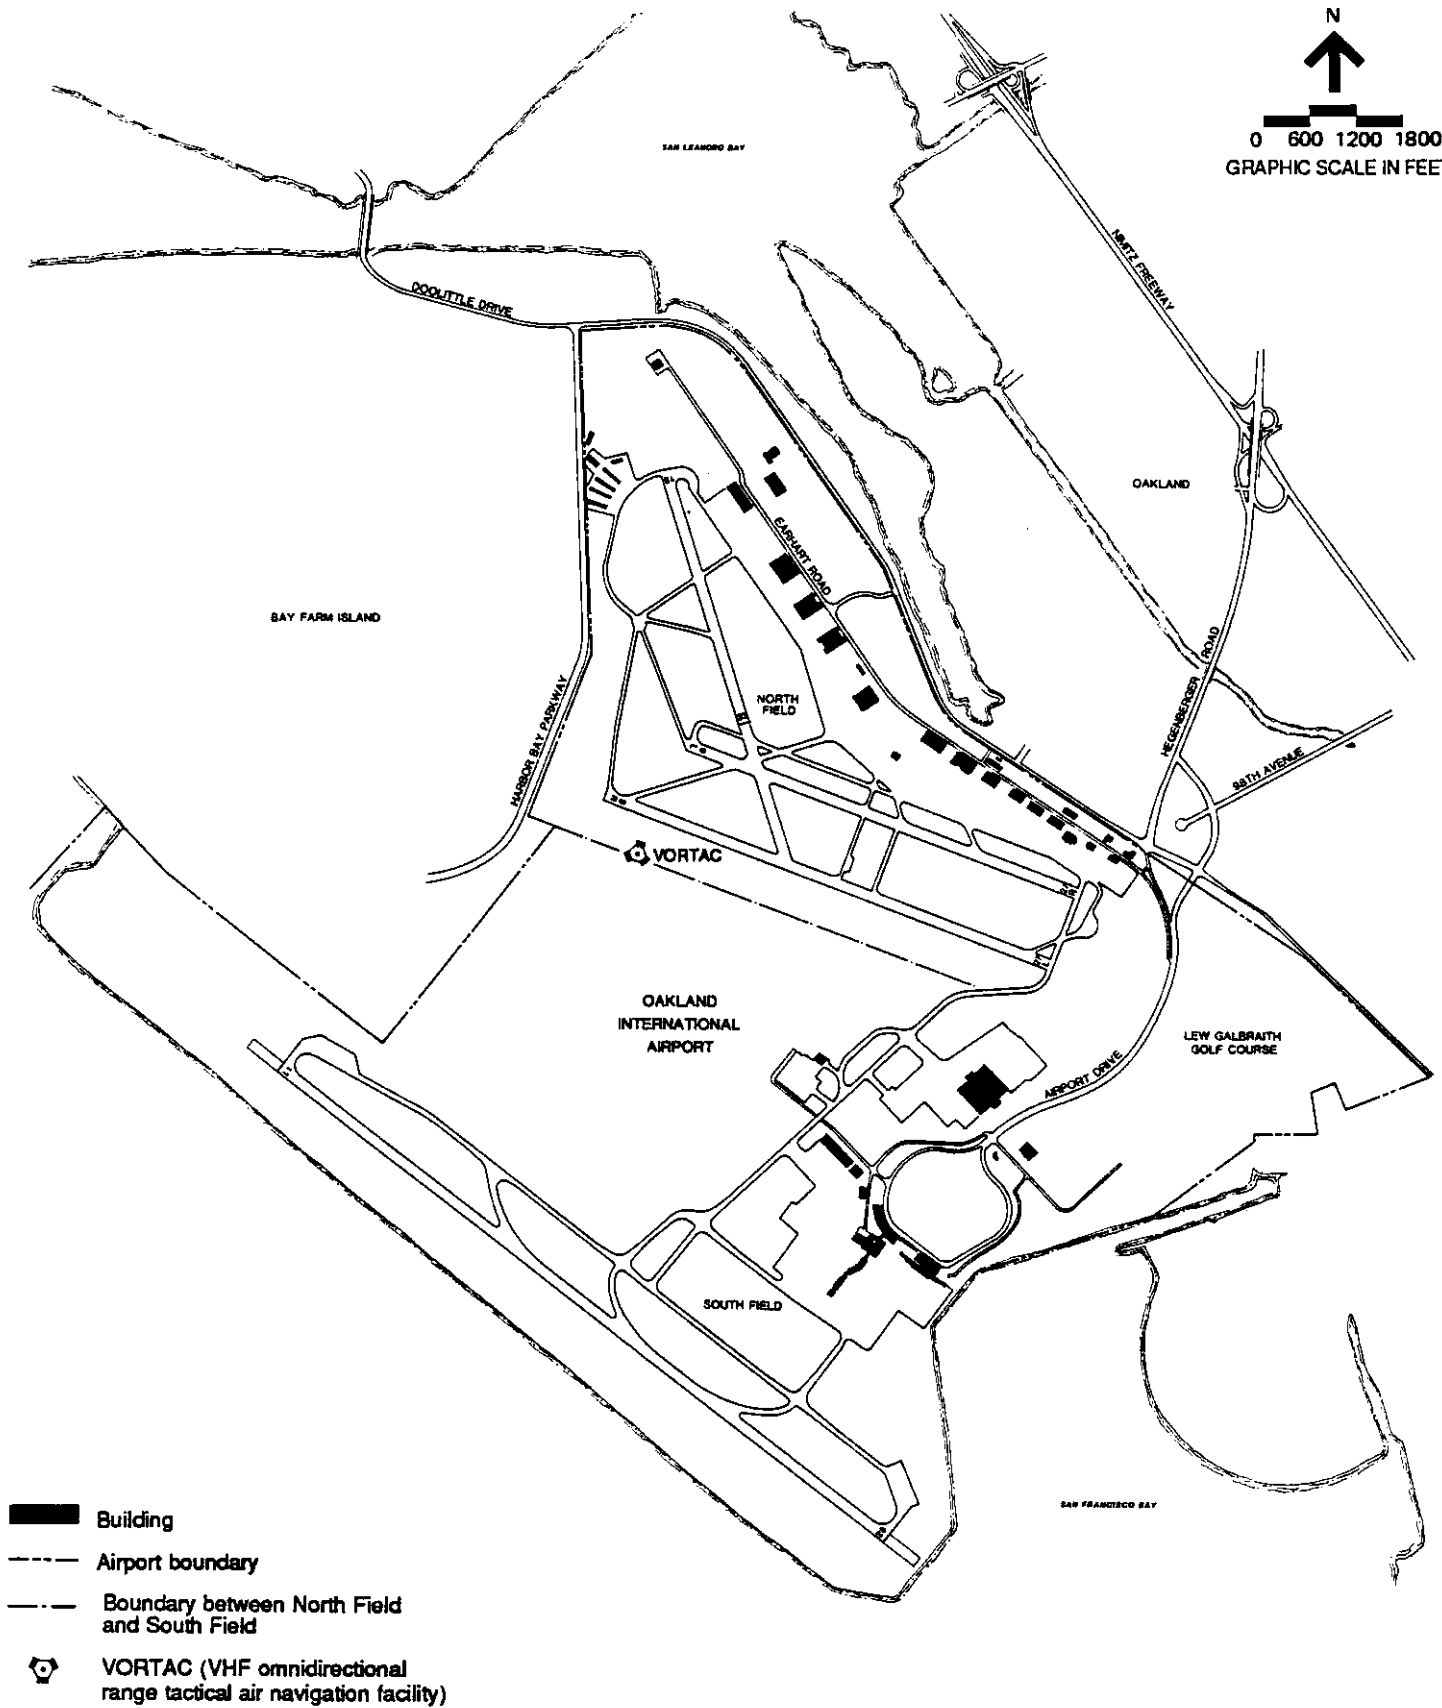 N
0 600 1200 1800
GRAPHIC SCALE IN FEE
SAN LEANDRO BAY
NIMITZ FREEWAY
DOOLITTLE DRIVE
OAKLAND
EARHART ROAD
BAY FARM ISLAND
HEGENBERGER ROAD
NORTH
FIELD
HARBOR BAY PARKWAY
98TH AVENUE
VORTAC
OAKLAND
INTERNATIONAL
AIRPORT
LEW GALBRAITH
GOLF COURSE
AIRPORT DRIVE
SOUTH FIELD
SAN FRANCISCO BAY
Building
Airport boundary
Boundary between North Field
and South Field
VORTAC (VHF omnidirectional
range tactical air navigation facility)